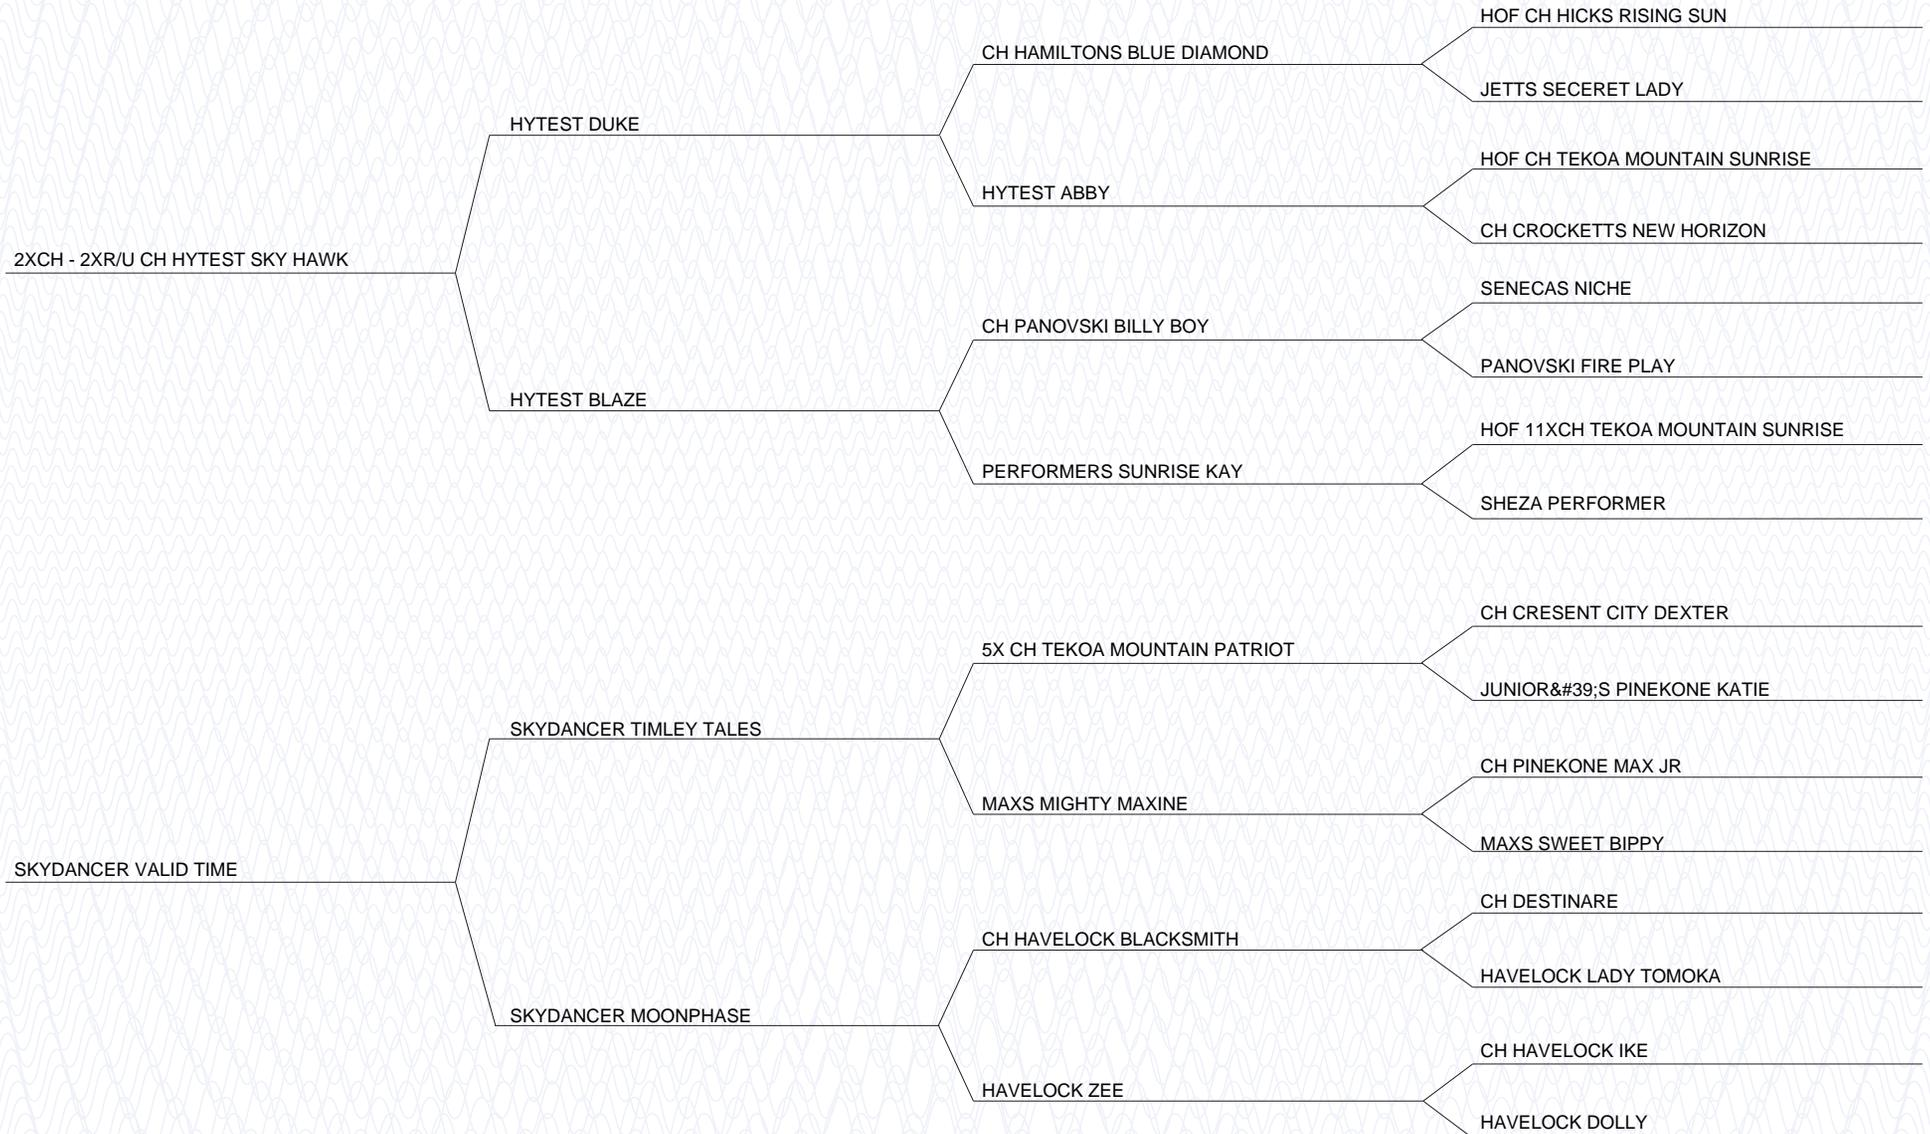 HOF CH HICKS RISING SUN
CH HAMILTONS BLUE DIAMOND
JETTS SECERET LADY
HYTEST DUKE
HOF CH TEKOA MOUNTAIN SUNRISE
HYTEST ABBY
CH CROCKETTS NEW HORIZON
2XCH - 2XR/U CH HYTEST SKY HAWK
SENECAS NICHE
CH PANOVSKI BILLY BOY
PANOVSKI FIRE PLAY
HYTEST BLAZE
HOF 11XCH TEKOA MOUNTAIN SUNRISE
PERFORMERS SUNRISE KAY
SHEZA PERFORMER
CH CRESENT CITY DEXTER
5X CH TEKOA MOUNTAIN PATRIOT
JUNIOR&#39;S PINEKONE KATIE
SKYDANCER TIMLEY TALES
CH PINEKONE MAX JR
MAXS MIGHTY MAXINE
MAXS SWEET BIPPY
SKYDANCER VALID TIME
CH DESTINARE
CH HAVELOCK BLACKSMITH
HAVELOCK LADY TOMOKA
SKYDANCER MOONPHASE
CH HAVELOCK IKE
HAVELOCK ZEE
HAVELOCK DOLLY